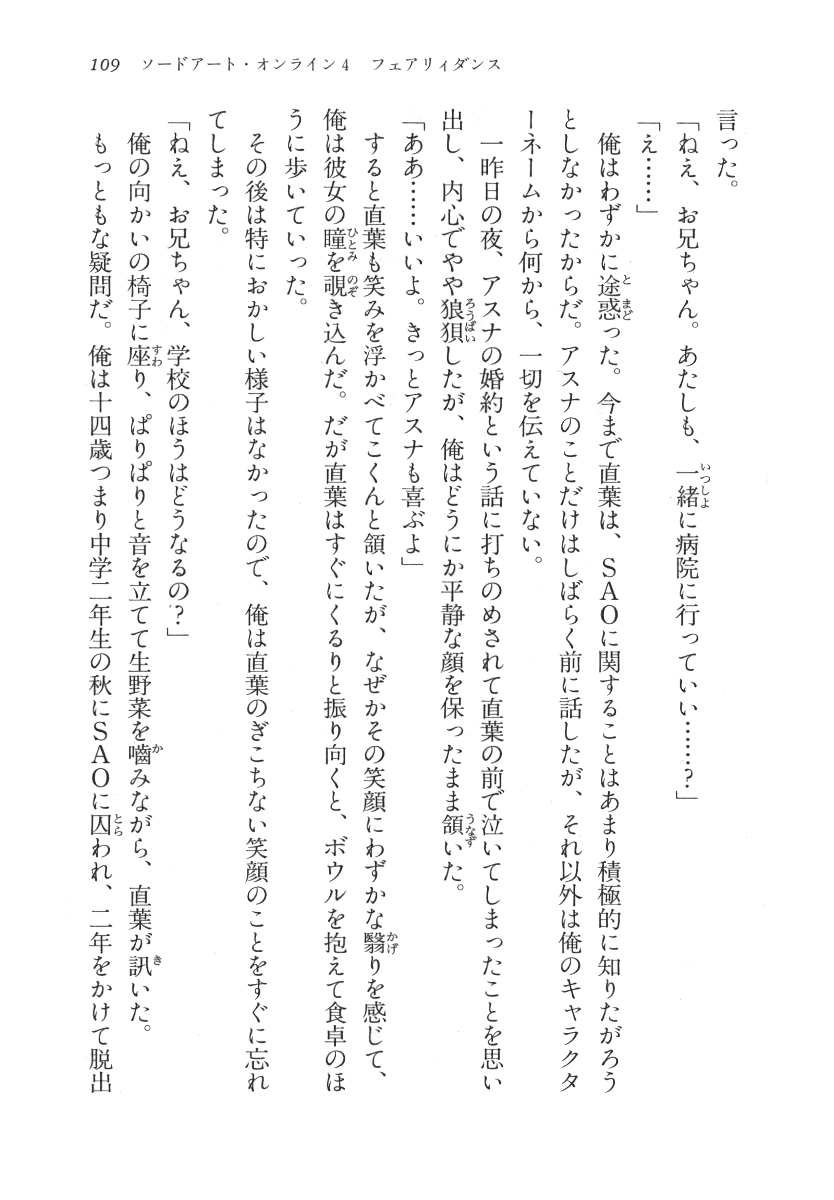 109 ソードアート・オンライン4 フェアリィダンス
言った。
「ねえ、お兄ちゃん。あたしも、一緒に病院に行っていい……?」
「え……」
俺はわずかに途惑った。今まで直葉は、ＳＡＯに関することはあまり積極的に知りたがろう
としなかったからだ。アスナのことだけはしばらく前に話したが、それ以外は俺のキャラクタ
ーネームから何から、一切を伝えていない。
一昨日の夜、アスナの婚約という話に打ちのめされて直葉の前で泣いてしまったことを思い
出し、内心でやや狼狽したが、俺はどうにか平静な顔を保ったまま頷いた。
「ああ……いいよ。きっとアスナも喜ぶよ」
すると直葉も笑みを浮かべてこくんと頷いたが、なぜかその笑顔にわずかな翳りを感じて、
俺は彼女の瞳を覗き込んだ。だが直葉はすぐにくるりと振り向くと、ボウルを抱えて食卓のほ
うに歩いていった。
その後は特におかしい様子はなかったので、俺は直葉のぎこちない笑顔のことをすぐに忘れ
てしまった。
「ねえ、お兄ちゃん、学校のほうはどうなるの?」
俺の向かいの椅子に座り、ぱりぱりと音を立てて生野菜を嚙みながら、直葉が訊いた。
もっともな疑問だ。俺は十四歳つまり中学二年生の秋にＳＡＯに囚われ、二年をかけて脱出